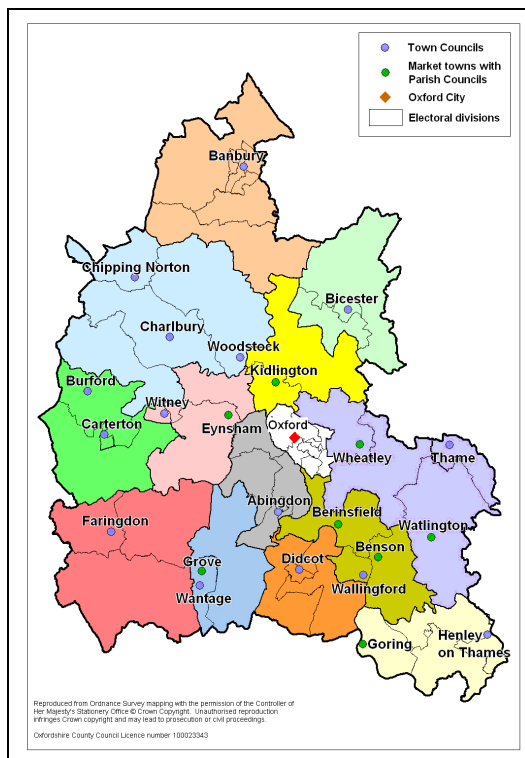 Town Councils
Market towns with
Parish Councils
Oxford City
Electoral divisions
Banbury
Chipping Norton
Bicester
Charlbury
Woodstock
Kidlington
Burford
Witney
Carterton
Eynsham
Oxford
Wheatley
Thame
Abingdon
Berinsfield
Faringdon
Watlington
Grove
Didcot
Benson
Wantage
Wallingford
Goring
Henley
on Thames
Reproduced from Ordnance Survey mapping with the permission of the Controller of
Her Majesty's Stationery Office © Crown Copyright.  Unauthorised reproduction
infringes Crown copyright and may lead to prosecution or civil proceedings.
Oxfordshire County Council Licence number 100023343